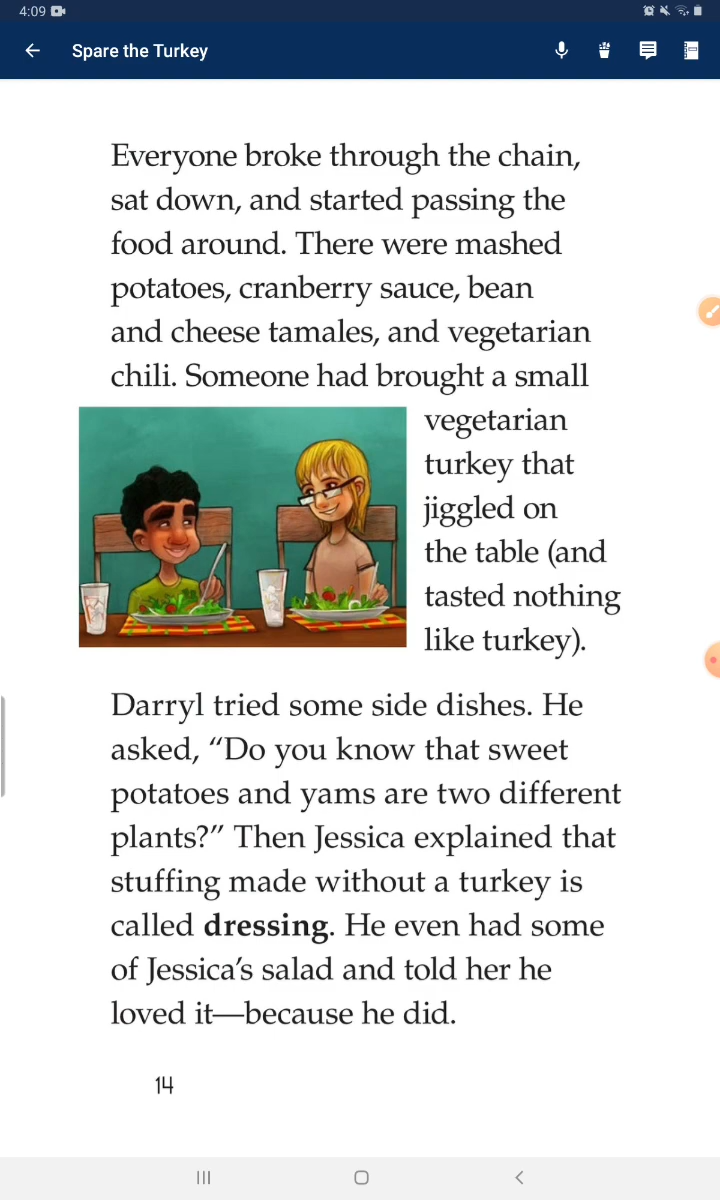 4:09
Spare the Turkey
Everyone broke through the chain,
sat down, and started passing the
food around. There were mashed
potatoes, cranberry sauce, bean
and cheese tamales, and vegetarian
chili. Someone had brought a small
vegetarian
turkey that
jiggled on
the table (and
tasted nothing
like turkey).
Darryl tried some side dishes. He
asked, “Do you know that sweet
potatoes and yams are two different
plants?” Then Jessica explained that
stuffing made without a turkey is
called dressing. He even had some
of Jessica’s salad and told her he
loved it—because he did.
14